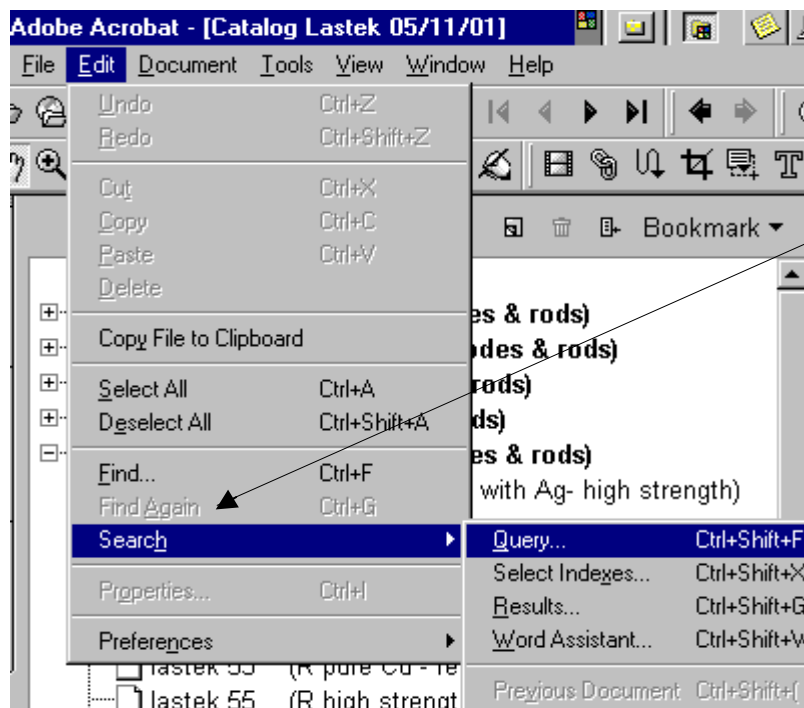 Adobe Acrobat - [Catalog Lastek 05/11/01]
File Edit Document Tools View Window Help
Undo Ctrl+Z
Redo Ctrl+Shift+Z
Cut Ctrl+X
Copy Ctrl+C
Paste Ctrl+V
Delete
Bookmark
Copy File to Clipboard
Select All Ctrl+A
Deselect All Ctrl+Shift+A
Find... Ctrl+F
Find Again Ctrl+G
Search
Properties... Ctrl+I
Preferences
es & rods)
des & rods)
rods)
ds)
es & rods)
with Ag- high strength)
Query... Ctrl+Shift+F
Select Indexes... Ctrl+Shift+X
Results... Ctrl+Shift+G
Word Assistant... Ctrl+Shift+W
Previous Document Ctrl+Shift+(
lastek 55 (R high strengt